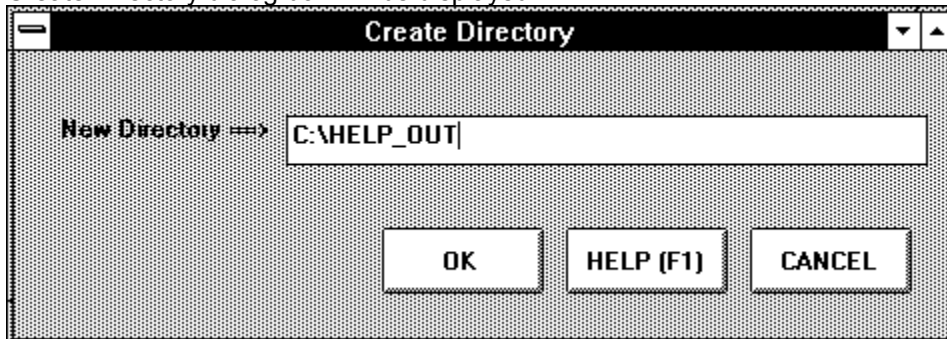 Create Directory
New Directory ==> C:\HELP_OUT
OK HELP (F1) CANCEL